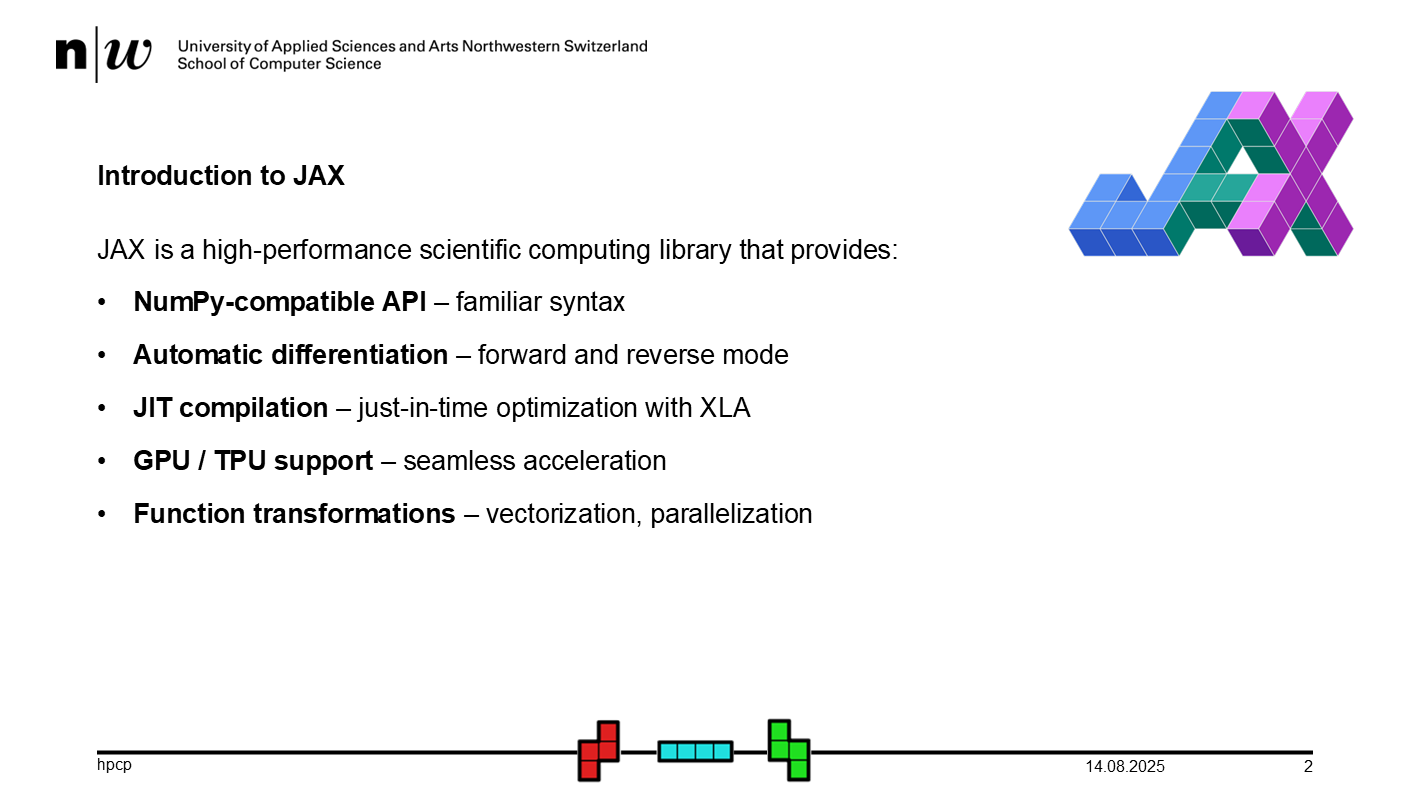 n|w University of Applied Sciences and Arts Northwestern Switzerland
School of Computer Science
JAX
Introduction to JAX
JAX is a high-performance scientific computing library that provides:
• NumPy-compatible API – familiar syntax
• Automatic differentiation – forward and reverse mode
• JIT compilation – just-in-time optimization with XLA
• GPU / TPU support – seamless acceleration
• Function transformations – vectorization, parallelization
hpcp
14.08.2025
2